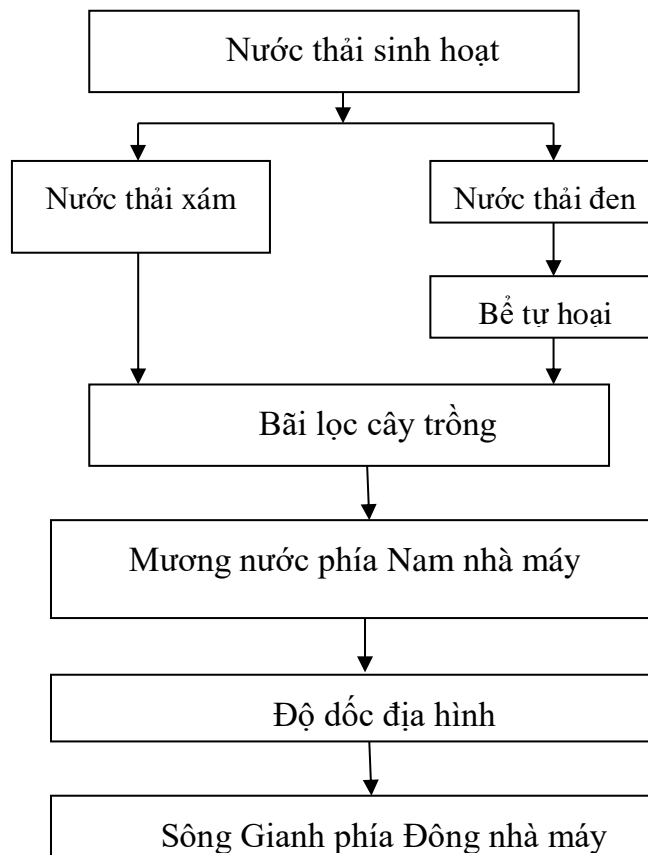 Nước thải sinh hoạt
Nước thải xám
Nước thải đen
Bể tự hoại
Bãi lọc cây trồng
Mương nước phía Nam nhà máy
Độ dốc địa hình
Sông Gianh phía Đông nhà máy